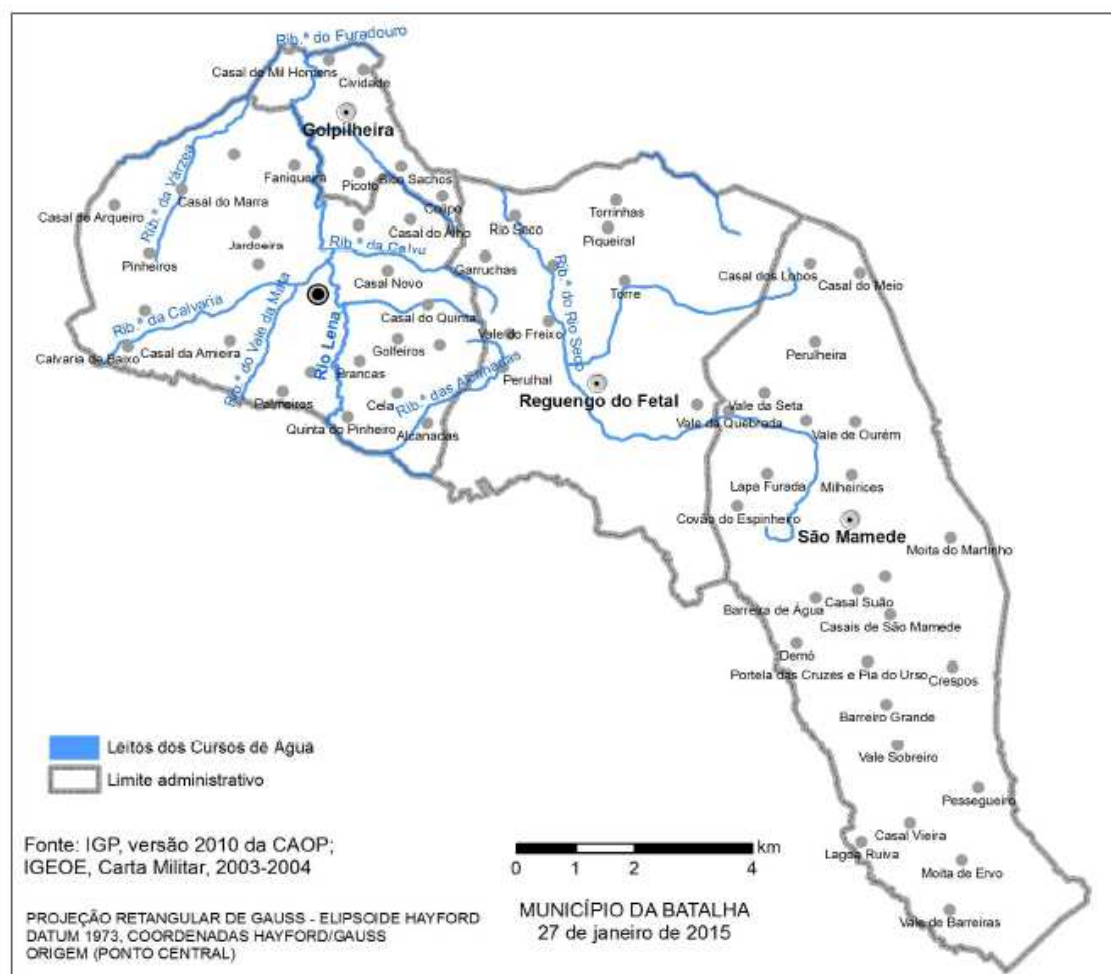 Rib.ª do Furadouro
Casal de Mil Homens
Cividade
Golpilheira
Rib.ª da Várzea
Faniqueira
Picoto
Bico Sachos
Casal do Arqueiro
Casal do Marra
Colipo
Casal do Alho
Rio Seco
Torrinhas
Piqueiral
Jardoeira
Pinheiros
Garruchas
Casal Novo
Torre
Casal dos Lobos
Casal do Meio
Rib.ª da Calvaria
Rib.ª do Vale da Mata
Rio Lena
Casal do Quinta
Vale do Freixo
Rib.ª do Rio Seco
Calvaria de Baixo
Casal da Amieira
Golfeiros
Perulheira
Brancas
Perulhal
Rib.ª das Alcanadas
Reguengo do Fetal
Palmeiros
Cela
Vale da Seta
Vale da Quebrada
Quinta do Pinheiro
Alcanadas
Vale de Ourém
Lapa Furada
Milheirices
Covão do Espinheiro
São Mamede
Moita do Martinho
Barreira de Água
Casal Suão
Casais de São Mamede
Demó
Portela das Cruzes e Pia do Urso
Crespos
Barreiro Grande
Vale Sobreiro
Pessegueiro
Casal Vieira
Lagoa Ruiva
Moita de Ervo
Vale de Barreiras
Leitos dos Cursos de Água
Limite administrativo
Fonte: IGP, versão 2010 da CAOP;
IGEOE, Carta Militar, 2003-2004
0 1 2 4 km
MUNICÍPIO DA BATALHA
27 de janeiro de 2015
PROJEÇÃO RETANGULAR DE GAUSS - ELIPSOIDE HAYFORD
DATUM 1973, COORDENADAS HAYFORD/GAUSS
ORIGEM (PONTO CENTRAL)